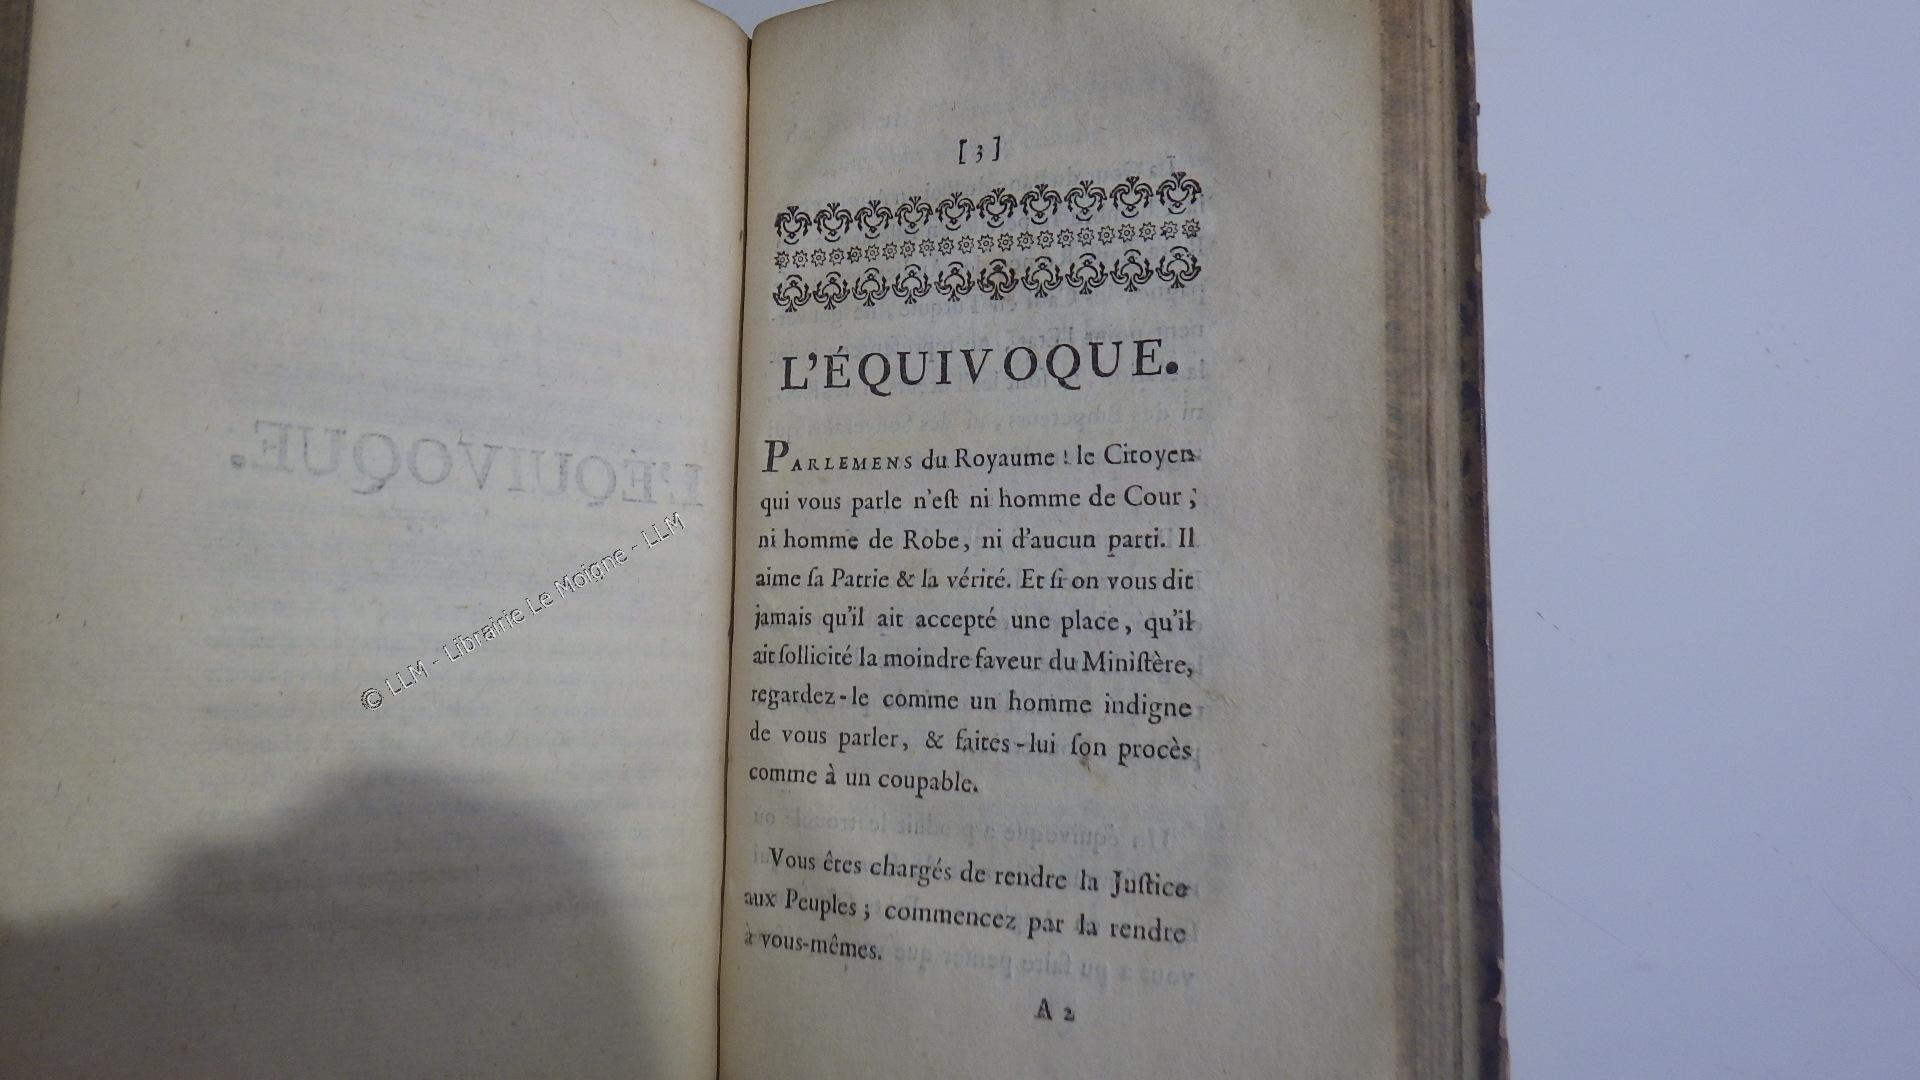 L'ÉQUIVOQUE.
© LLM - Librairie Le Moigne - LLM
[ 3 ]
L'ÉQUIVOQUE.
PARLEMENS du Royaume ! le Citoyen
qui vous parle n'eſt ni homme de Cour ;
ni homme de Robe, ni d'aucun parti. Il
aime ſa Patrie & la vérité. Et ſi on vous dit
jamais qu'il ait accepté une place, qu'il
ait ſollicité la moindre faveur du Miniſtère,
regardez-le comme un homme indigne
de vous parler, & faites-lui ſon procès
comme à un coupable.
Vous êtes chargés de rendre la Juſtice
aux Peuples ; commencez par la rendre
à vous-mêmes.
A 2